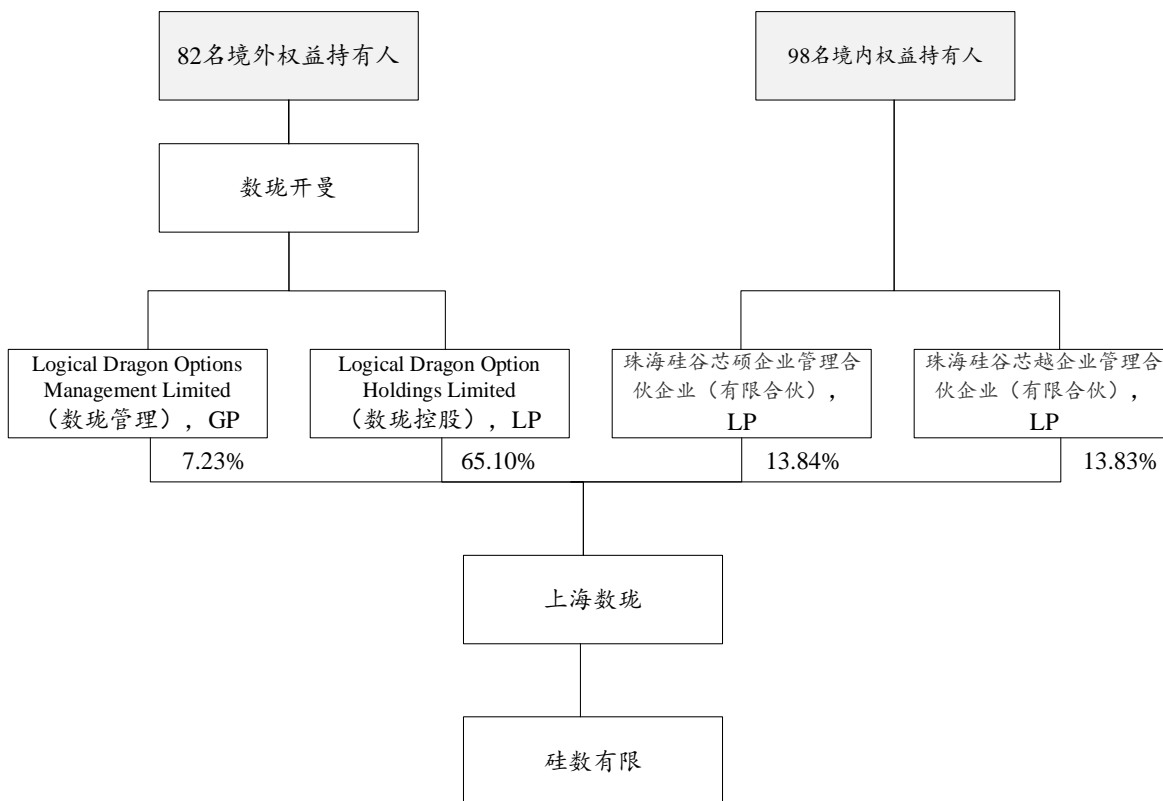 82名境外权益持有人
98名境内权益持有人
数珑开曼
Logical Dragon Options
Management Limited
（数珑管理），GP
Logical Dragon Option
Holdings Limited
（数珑控股），LP
珠海硅谷芯硕企业管理合
伙企业（有限合伙），
LP
珠海硅谷芯越企业管理合
伙企业（有限合伙），
LP
7.23%
65.10%
13.84%
13.83%
上海数珑
硅数有限